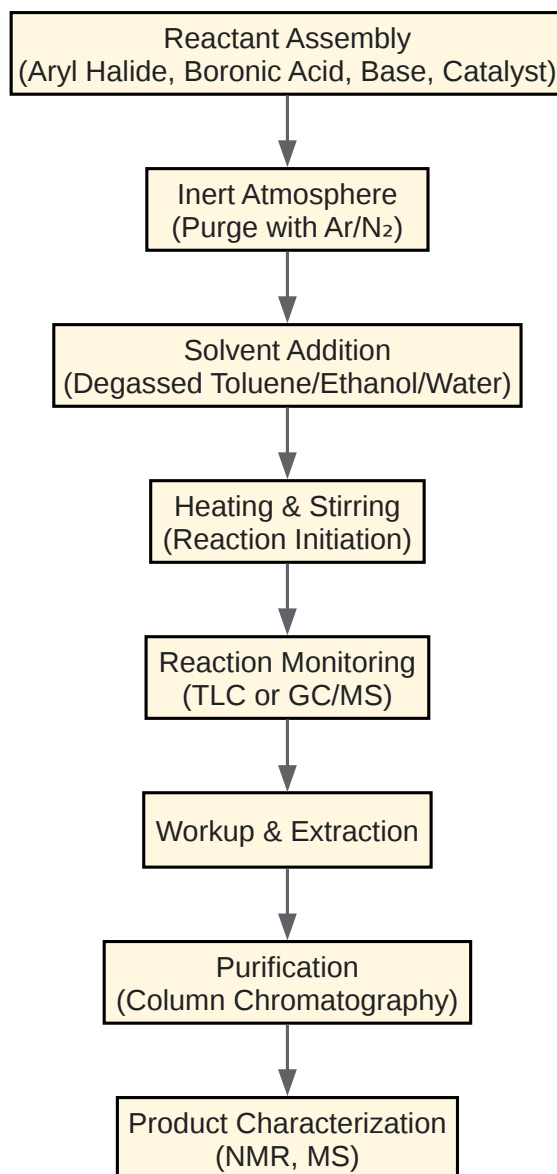 Reactant Assembly
(Aryl Halide, Boronic Acid, Base, Catalyst)
Inert Atmosphere
(Purge with Ar/N₂)
Solvent Addition
(Degassed Toluene/Ethanol/Water)
Heating & Stirring
(Reaction Initiation)
Reaction Monitoring
(TLC or GC/MS)
Workup & Extraction
Purification
(Column Chromatography)
Product Characterization
(NMR, MS)